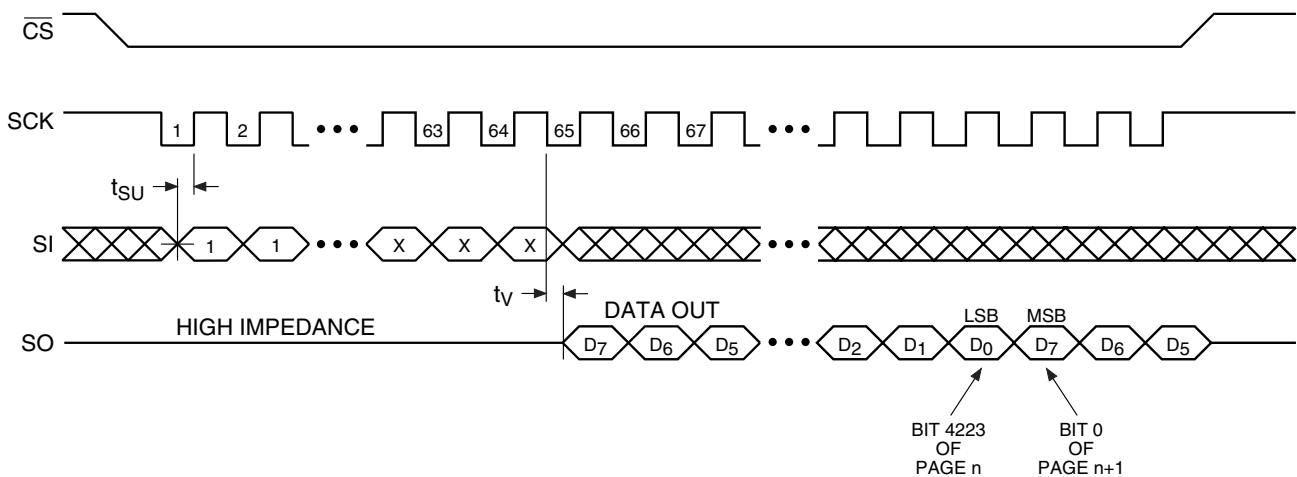 CS
SCK 1 2 • • • 63 64 65 66 67 • • •
tSU
SI 1 1 • • • X X X • • •
tV
HIGH IMPEDANCE
DATA OUT
LSB MSB
SO D7 D6 D5 • • • D2 D1 D0 D7 D6 D5
BIT 4223
OF
PAGE n
BIT 0
OF
PAGE n+1